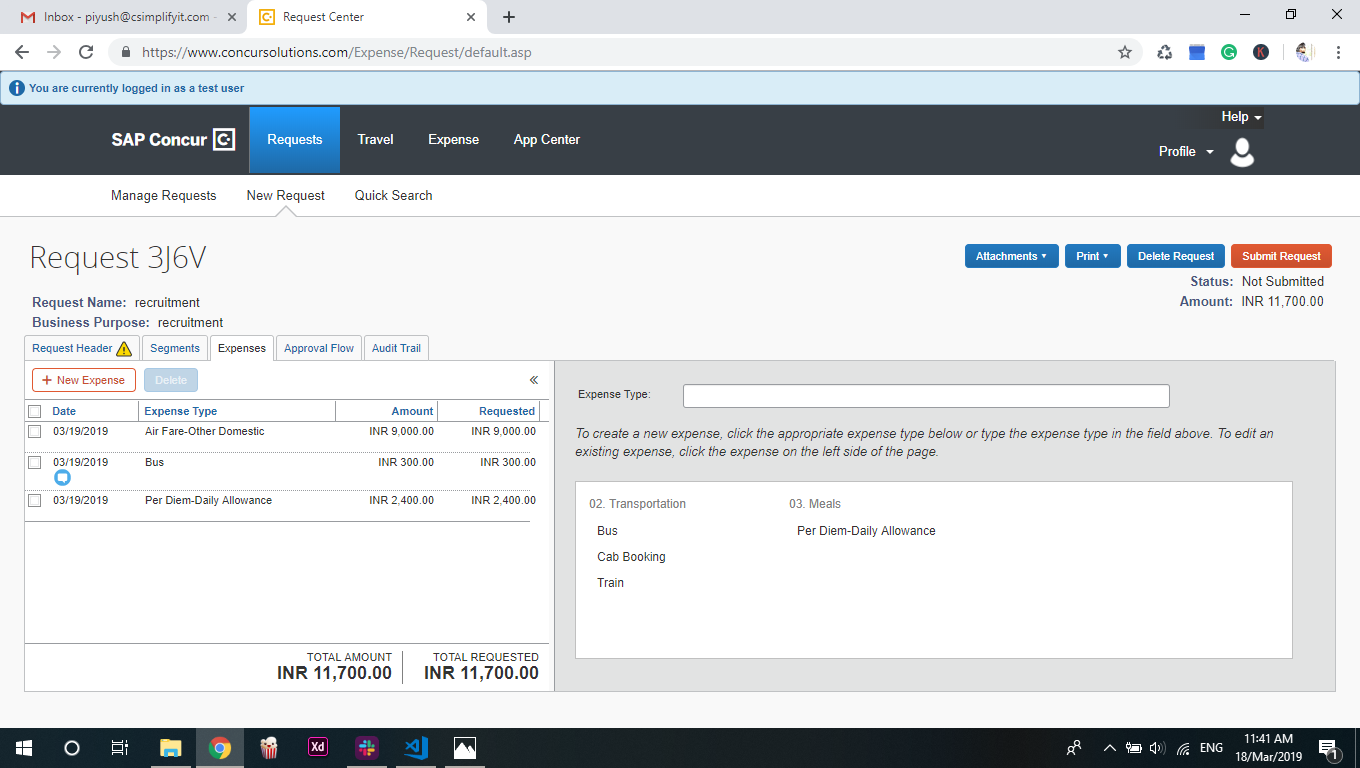 Inbox - piyush@csimplifyit.com -
Request Center
https://www.concursolutions.com/Expense/Request/default.asp
You are currently logged in as a test user
SAP Concur
Requests
Travel
Expense
App Center
Help
Profile
Manage Requests
New Request
Quick Search
Request 3J6V
Attachments
Print
Delete Request
Submit Request
Status: Not Submitted
Amount: INR 11,700.00
Request Name: recruitment
Business Purpose: recruitment
Request Header
Segments
Expenses
Approval Flow
Audit Trail
+ New Expense
Delete
«
Date Expense Type Amount Requested
03/19/2019 Air Fare-Other Domestic INR 9,000.00 INR 9,000.00
03/19/2019 Bus INR 300.00 INR 300.00
03/19/2019 Per Diem-Daily Allowance INR 2,400.00 INR 2,400.00
TOTAL AMOUNT
INR 11,700.00
TOTAL REQUESTED
INR 11,700.00
Expense Type:
To create a new expense, click the appropriate expense type below or type the expense type in the field above. To edit an
existing expense, click the expense on the left side of the page.
02. Transportation
Bus
Cab Booking
Train
03. Meals
Per Diem-Daily Allowance
Xd
ENG
11:41 AM
18/Mar/2019
1